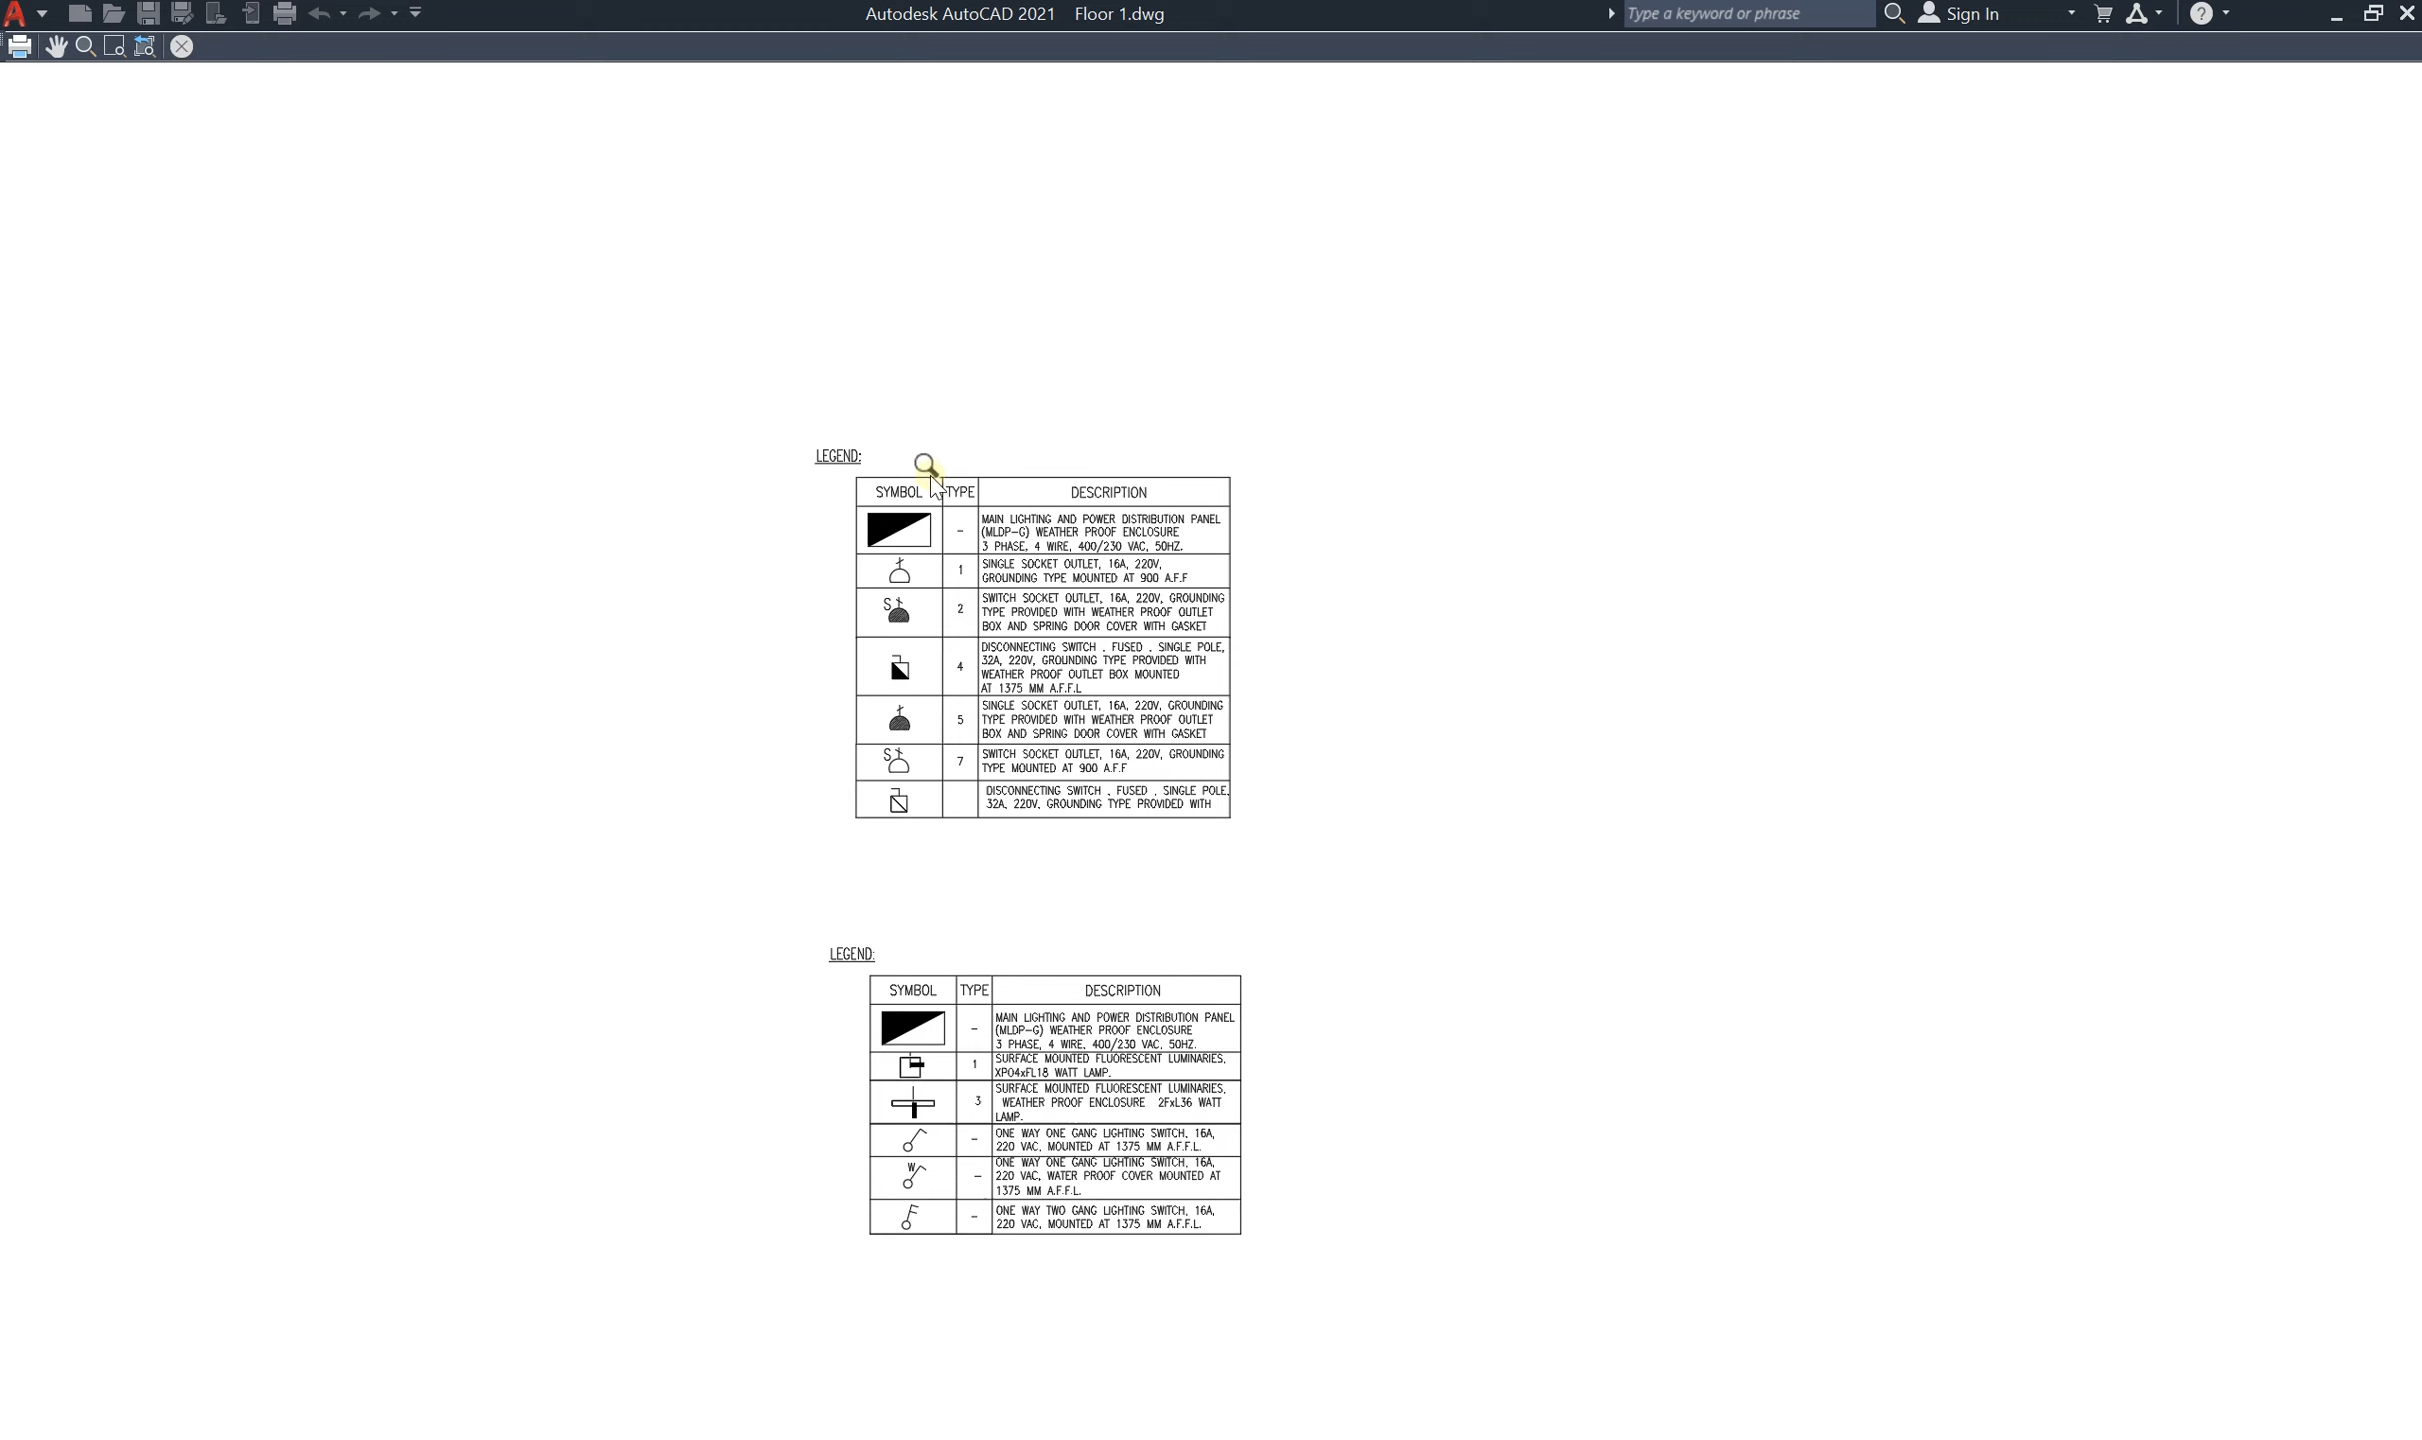 Autodesk AutoCAD 2021 Floor 1.dwg
Type a keyword or phrase
Sign In
LEGEND:
SYMBOL TYPE DESCRIPTION
- MAIN LIGHTING AND POWER DISTRIBUTION PANEL
(MLDP-G) WEATHER PROOF ENCLOSURE
3 PHASE, 4 WIRE, 400/230 VAC, 50HZ.
1 SINGLE SOCKET OUTLET, 16A, 220V,
GROUNDING TYPE MOUNTED AT 900 A.F.F
S 2 SWITCH SOCKET OUTLET, 16A, 220V, GROUNDING
TYPE PROVIDED WITH WEATHER PROOF OUTLET
BOX AND SPRING DOOR COVER WITH GASKET
4 DISCONNECTING SWITCH , FUSED , SINGLE POLE,
32A, 220V, GROUNDING TYPE PROVIDED WITH
WEATHER PROOF OUTLET BOX MOUNTED
AT 1375 MM A.F.F.L
5 SINGLE SOCKET OUTLET, 16A, 220V, GROUNDING
TYPE PROVIDED WITH WEATHER PROOF OUTLET
BOX AND SPRING DOOR COVER WITH GASKET
S 7 SWITCH SOCKET OUTLET, 16A, 220V, GROUNDING
TYPE MOUNTED AT 900 A.F.F
DISCONNECTING SWITCH , FUSED , SINGLE POLE,
32A, 220V, GROUNDING TYPE PROVIDED WITH
LEGEND:
SYMBOL TYPE DESCRIPTION
- MAIN LIGHTING AND POWER DISTRIBUTION PANEL
(MLDP-G) WEATHER PROOF ENCLOSURE
3 PHASE, 4 WIRE, 400/230 VAC, 50HZ.
1 SURFACE MOUNTED FLUORESCENT LUMINARIES,
XP04xFL18 WATT LAMP.
3 SURFACE MOUNTED FLUORESCENT LUMINARIES,
WEATHER PROOF ENCLOSURE 2FxL36 WATT
LAMP.
- ONE WAY ONE GANG LIGHTING SWITCH, 16A,
220 VAC, MOUNTED AT 1375 MM A.F.F.L.
W - ONE WAY ONE GANG LIGHTING SWITCH, 16A,
220 VAC, WATER PROOF COVER MOUNTED AT
1375 MM A.F.F.L.
- ONE WAY TWO GANG LIGHTING SWITCH, 16A,
220 VAC, MOUNTED AT 1375 MM A.F.F.L.